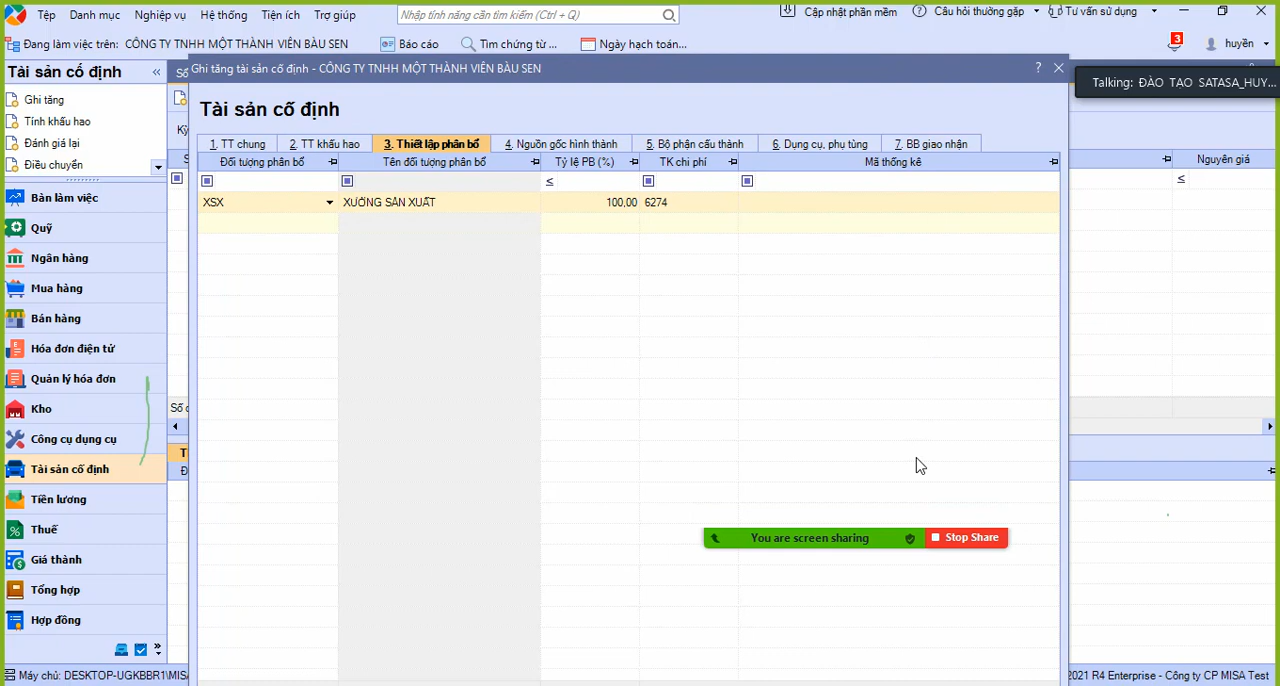 Tệp Danh mục Nghiệp vụ Hệ thống Tiện ích Trợ giúp
Nhập tính năng cần tìm kiếm (Ctrl + Q)
Cập nhật phần mềm Câu hỏi thường gặp Tư vấn sử dụng
Đang làm việc trên: CÔNG TY TNHH MỘT THÀNH VIÊN BÀU SEN Báo cáo Tìm chứng từ ... Ngày hạch toán... 3 huyền
Tài sản cố định «
Ghi tăng tài sản cố định - CÔNG TY TNHH MỘT THÀNH VIÊN BÀU SEN ?
Talking: ĐÀO TẠO SATASA_HUY...
Ghi tăng
Tính khấu hao
Đánh giá lại
Điều chuyển
Bàn làm việc
Quỹ
Ngân hàng
Mua hàng
Bán hàng
Hóa đơn điện tử
Quản lý hóa đơn
Kho
Công cụ dụng cụ
Tài sản cố định
Tiền lương
Thuế
Giá thành
Tổng hợp
Hợp đồng
Tài sản cố định
1. TT chung 2. TT khấu hao 3. Thiết lập phân bổ 4. Nguồn gốc hình thành 5. Bộ phận cấu thành 6. Dụng cụ, phụ tùng 7. BB giao nhận
Đối tượng phân bổ Tên đối tượng phân bổ Tỷ lệ PB (%) TK chi phí Mã thống kê
≤
XSX XƯỞNG SẢN XUẤT 100,00 6274
Nguyên giá
≤
You are screen sharing Stop Share
Máy chủ: DESKTOP-UGKBBR1\MISA
2021 R4 Enterprise - Công ty CP MISA Test